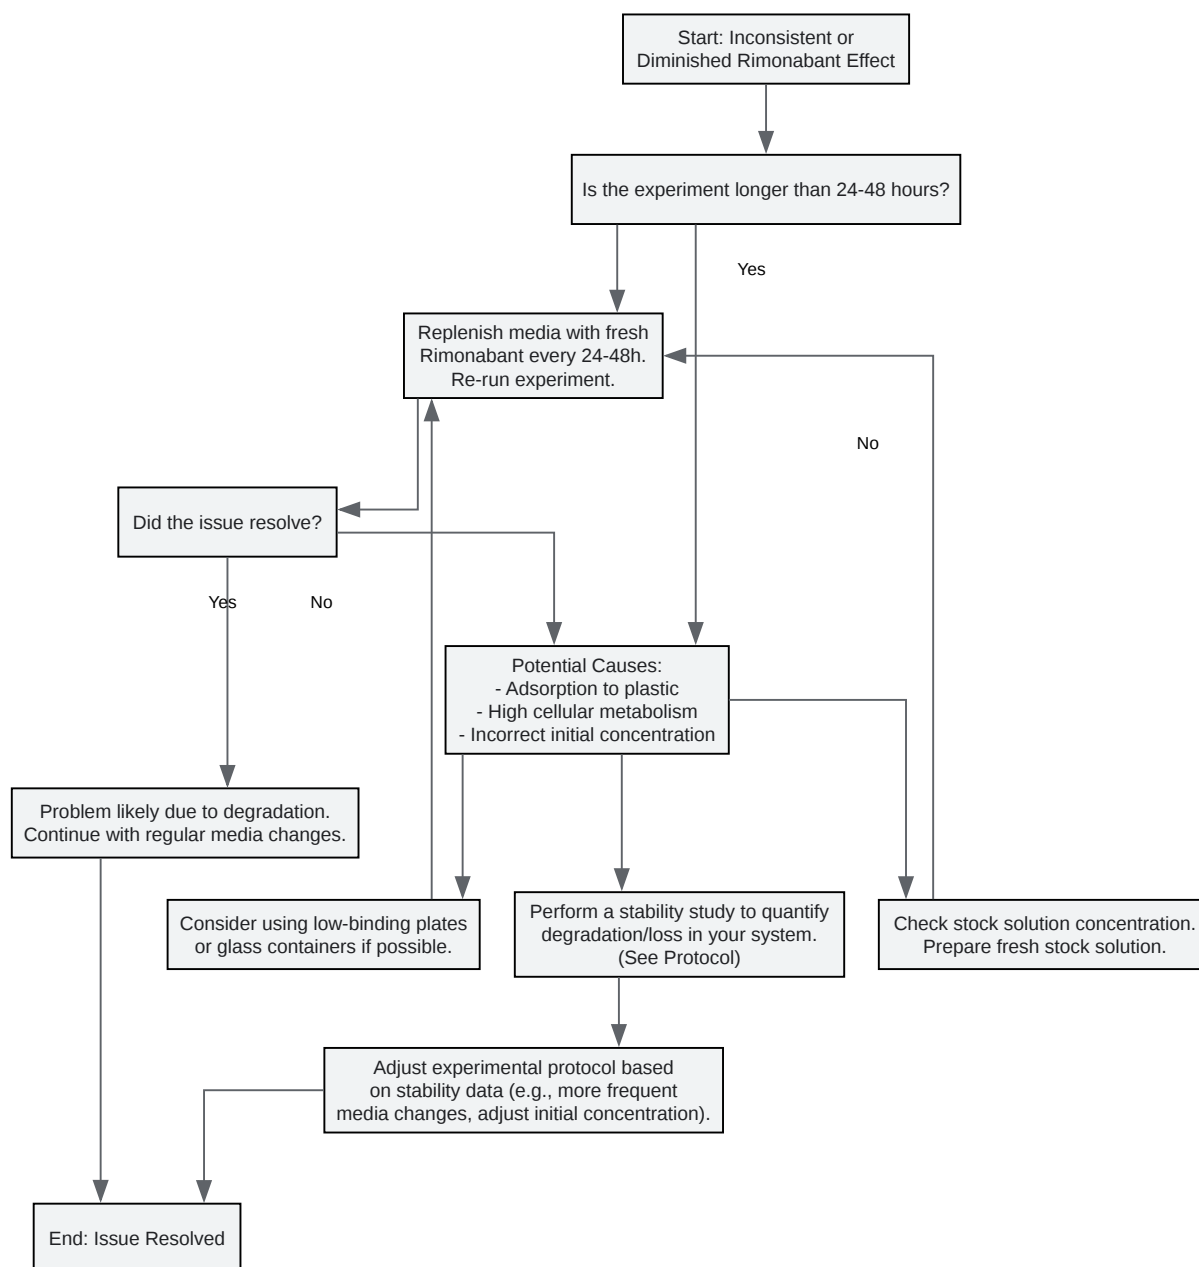 Start: Inconsistent or
Diminished Rimonabant Effect
Is the experiment longer than 24-48 hours?
Yes
Replenish media with fresh
Rimonabant every 24-48h.
Re-run experiment.
No
Did the issue resolve?
Yes
No
Potential Causes:
- Adsorption to plastic
- High cellular metabolism
- Incorrect initial concentration
Problem likely due to degradation.
Continue with regular media changes.
Consider using low-binding plates
or glass containers if possible.
Perform a stability study to quantify
degradation/loss in your system.
(See Protocol)
Check stock solution concentration.
Prepare fresh stock solution.
Adjust experimental protocol based
on stability data (e.g., more frequent
media changes, adjust initial concentration).
End: Issue Resolved